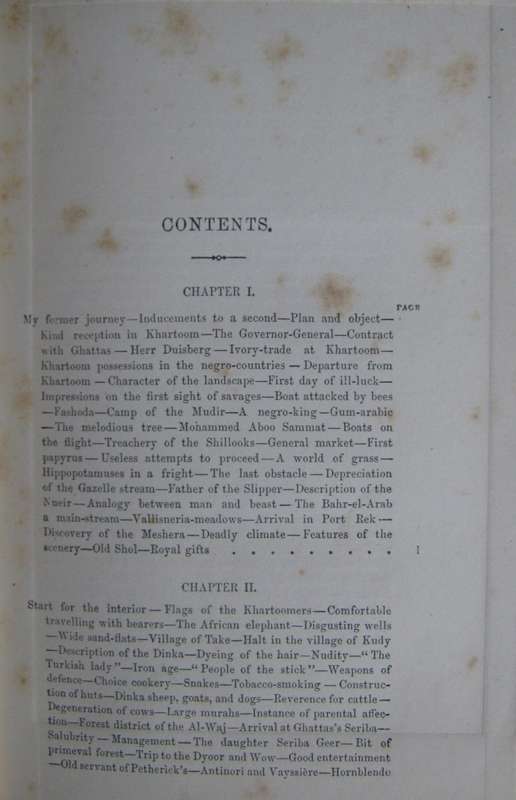 CONTENTS.
CHAPTER I.
PAGE
My former journey—Inducements to a second—Plan and object—
Kind reception in Khartoom—The Governor-General—Contract
with Ghattas—Herr Duisberg—Ivory-trade at Khartoom—
Khartoom possessions in the negro-countries—Departure from
Khartoom—Character of the landscape—First day of ill-luck—
Impressions on the first sight of savages—Boat attacked by bees
—Fashoda—Camp of the Mudir—A negro-king—Gum-arabic
—The melodious tree—Mohammed Aboo Sammat—Boats on
the flight—Treachery of the Shillooks—General market—First
papyrus—Useless attempts to proceed—A world of grass—
Hippopotamuses in a fright—The last obstacle—Depreciation
of the Gazelle stream—Father of the Slipper—Description of the
Nueir—Analogy between man and beast—The Bahr-el-Arab
a main-stream—Vallisneria-meadows—Arrival in Port Rek—
Discovery of the Meshera—Deadly climate—Features of the
scenery—Old Shol—Royal gifts . . . . . . . . . 1
CHAPTER II.
Start for the interior—Flags of the Khartoomers—Comfortable
travelling with bearers—The African elephant—Disgusting wells
—Wide sand-flats—Village of Take—Halt in the village of Kudy
—Description of the Dinka—Dyeing of the hair—Nudity—“The
Turkish lady”—Iron age—“People of the stick”—Weapons of
defence—Choice cookery—Snakes—Tobacco-smoking—Construc-
tion of huts—Dinka sheep, goats, and dogs—Reverence for cattle—
Degeneration of cows—Large murahs—Instance of parental affec-
tion—Forest district of the Al-Waj—Arrival at Ghattas's Seriba—
Salubrity—Management—The daughter Seriba Geer—Bit of
primeval forest—Trip to the Dyoor and Wow—Good entertainment
—Old servant of Petherick's—Antinori and Vayssière—Hornblende